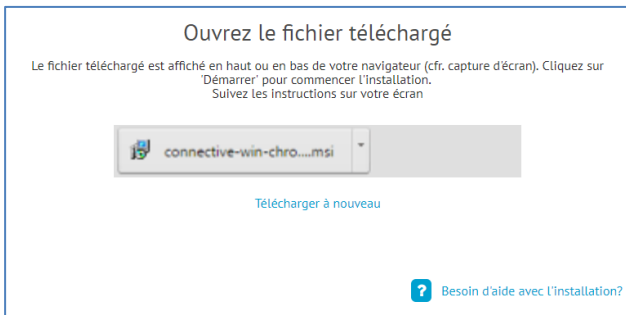 Ouvrez le fichier téléchargé
Le fichier téléchargé est affiché en haut ou en bas de votre navigateur (cfr. capture d'écran). Cliquez sur
'Démarrer' pour commencer l'installation.
Suivez les instructions sur votre écran
connective-win-chro....msi
Télécharger à nouveau
? Besoin d'aide avec l'installation?